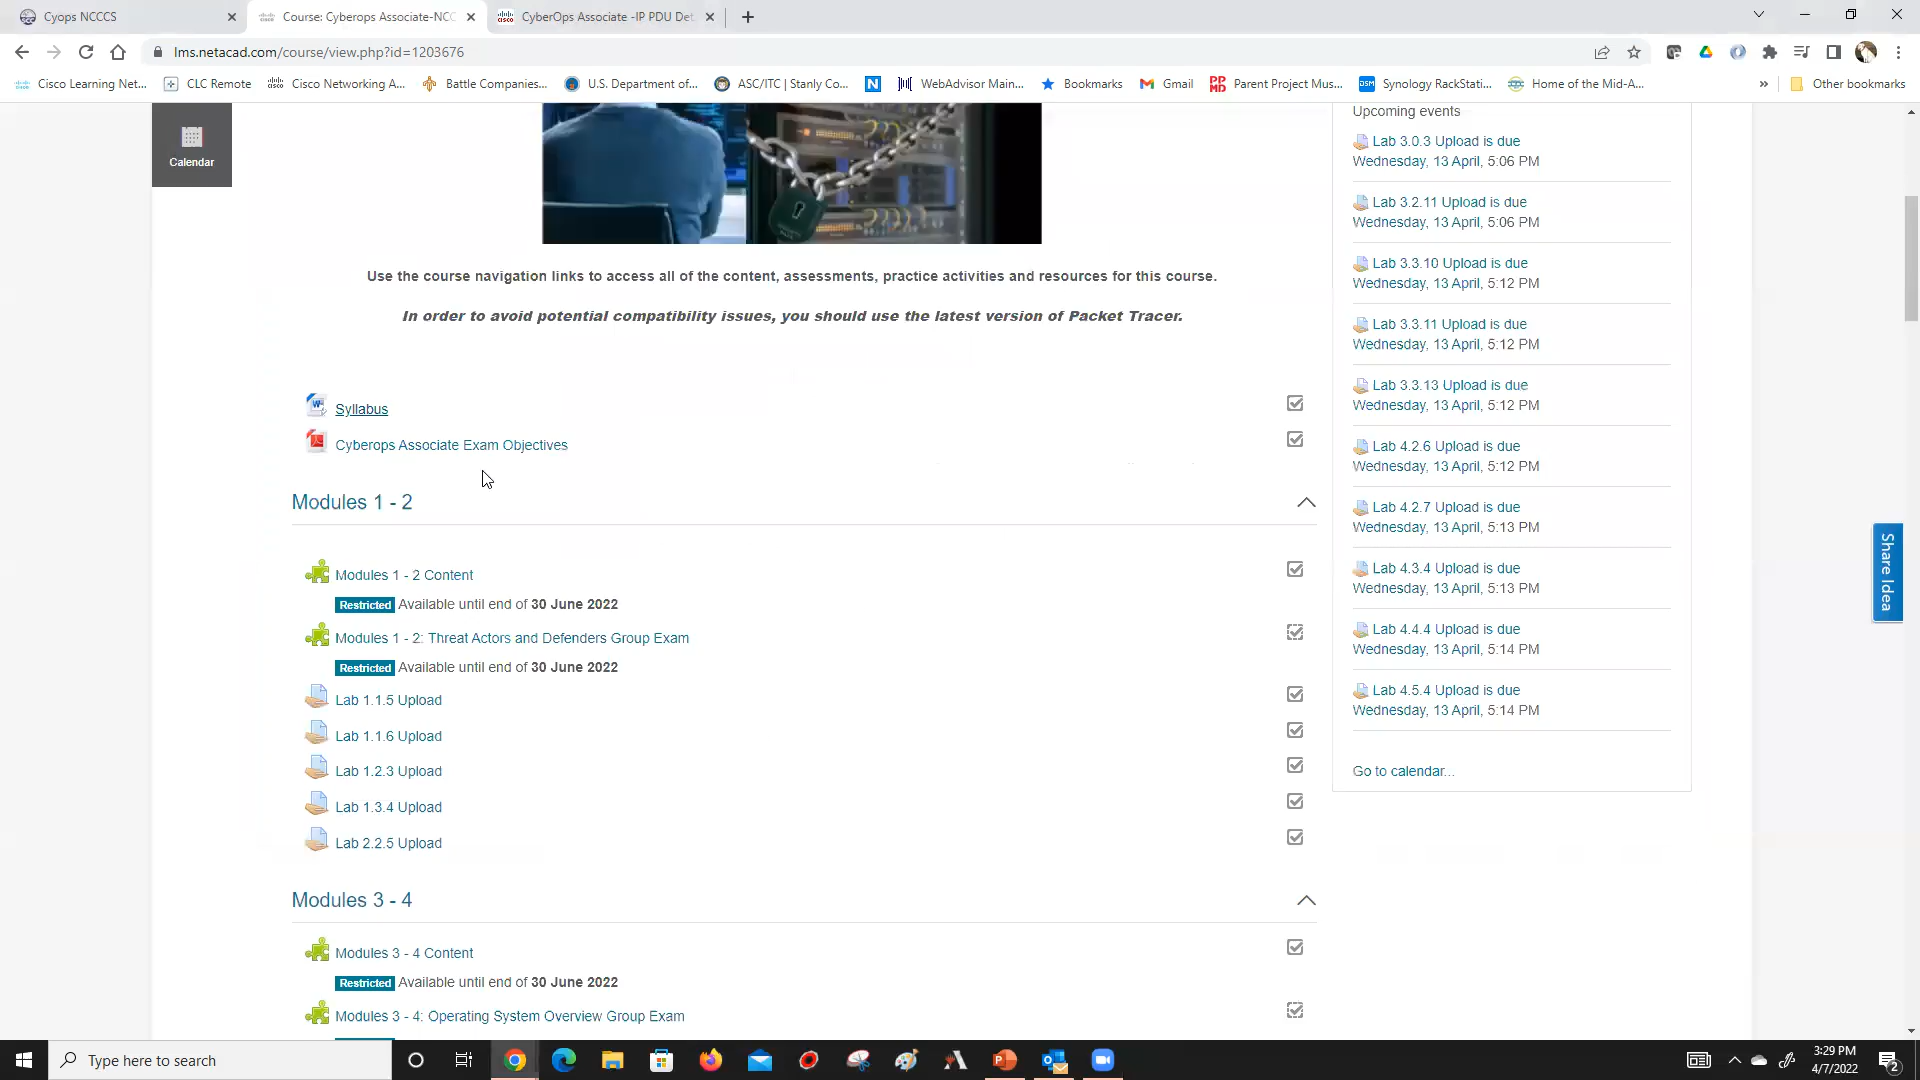 Cyops NCCCS
Course: Cyberops Associate-NCC
CyberOps Associate -IP PDU Det
lms.netacad.com/course/view.php?id=1203676
Cisco Learning Net...
CLC Remote
Cisco Networking A...
Battle Companies...
U.S. Department of...
ASC/ITC | Stanly Co...
WebAdvisor Main...
Bookmarks
Gmail
Parent Project Mus...
Synology RackStati...
Home of the Mid-A...
»
Other bookmarks
Calendar
Use the course navigation links to access all of the content, assessments, practice activities and resources for this course.
In order to avoid potential compatibility issues, you should use the latest version of Packet Tracer.
Syllabus
Cyberops Associate Exam Objectives
Modules 1 - 2
Modules 1 - 2 Content
Restricted Available until end of 30 June 2022
Modules 1 - 2: Threat Actors and Defenders Group Exam
Restricted Available until end of 30 June 2022
Lab 1.1.5 Upload
Lab 1.1.6 Upload
Lab 1.2.3 Upload
Lab 1.3.4 Upload
Lab 2.2.5 Upload
Modules 3 - 4
Modules 3 - 4 Content
Restricted Available until end of 30 June 2022
Modules 3 - 4: Operating System Overview Group Exam
Upcoming events
Lab 3.0.3 Upload is due
Wednesday, 13 April, 5:06 PM
Lab 3.2.11 Upload is due
Wednesday, 13 April, 5:06 PM
Lab 3.3.10 Upload is due
Wednesday, 13 April, 5:12 PM
Lab 3.3.11 Upload is due
Wednesday, 13 April, 5:12 PM
Lab 3.3.13 Upload is due
Wednesday, 13 April, 5:12 PM
Lab 4.2.6 Upload is due
Wednesday, 13 April, 5:12 PM
Lab 4.2.7 Upload is due
Wednesday, 13 April, 5:13 PM
Lab 4.3.4 Upload is due
Wednesday, 13 April, 5:13 PM
Lab 4.4.4 Upload is due
Wednesday, 13 April, 5:14 PM
Lab 4.5.4 Upload is due
Wednesday, 13 April, 5:14 PM
Go to calendar...
Share Idea
Type here to search
3:29 PM
4/7/2022
2